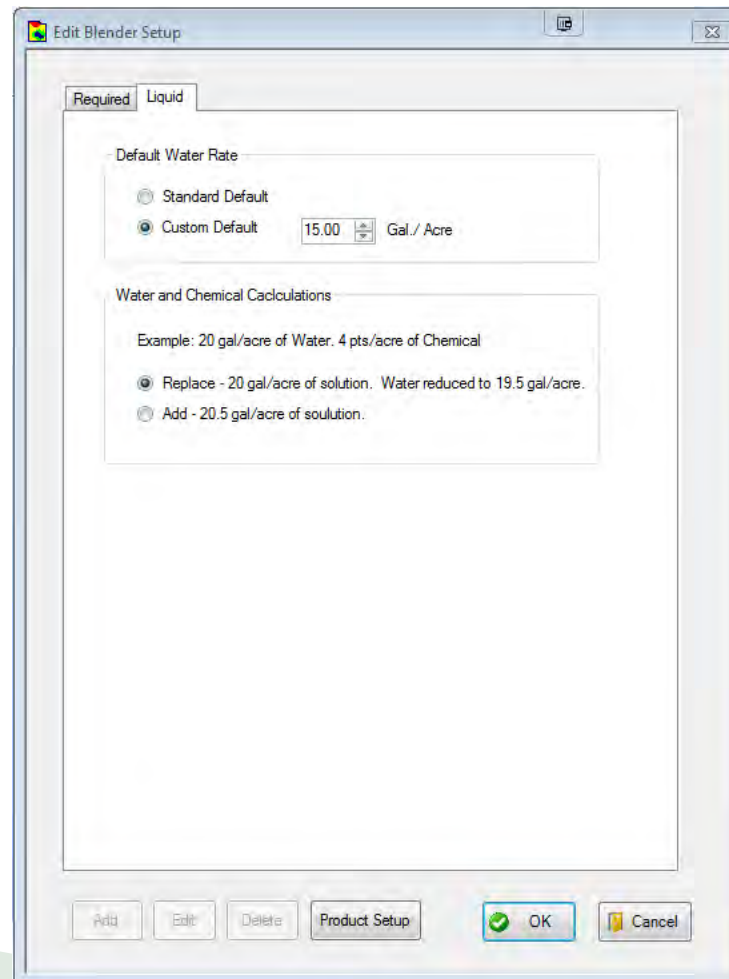 Edit Blender Setup
Required
Liquid
Default Water Rate
Standard Default
Custom Default 15.00 Gal./ Acre
Water and Chemical Caclculations
Example: 20 gal/acre of Water. 4 pts/acre of Chemical
Replace - 20 gal/acre of solution. Water reduced to 19.5 gal/acre.
Add - 20.5 gal/acre of soulution.
Add Edit Delete Product Setup OK Cancel